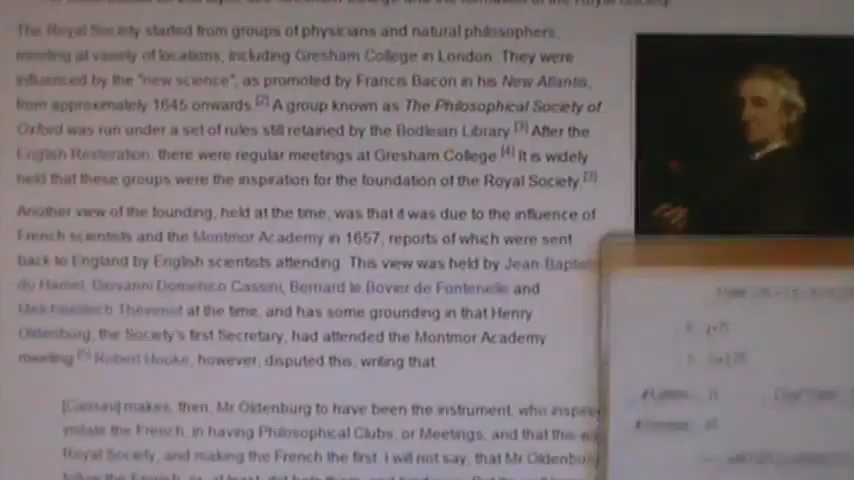 The Royal Society started from groups of physicians and natural philosophers,
meeting at variety of locations, including Gresham College in London. They were
influenced by the "new science", as promoted by Francis Bacon in his New Atlantis,
from approximately 1645 onwards.[2] A group known as The Philosophical Society of
Oxford was run under a set of rules still retained by the Bodleian Library.[3] After the
English Restoration, there were regular meetings at Gresham College.[4] It is widely
held that these groups were the inspiration for the foundation of the Royal Society.[3]
Another view of the founding, held at the time, was that it was due to the influence of
French scientists and the Montmor Academy in 1657, reports of which were sent
back to England by English scientists attending. This view was held by Jean-Baptiste
du Hamel, Giovanni Domenico Cassini, Bernard le Bovier de Fontenelle and
Melchisédech Thévenot at the time, and has some grounding in that Henry
Oldenburg, the Society's first Secretary, had attended the Montmor Academy
meeting. Robert Hooke, however, disputed this, writing that
[Cassini] makes, then, Mr Oldenburg to have been the instrument, who inspired
imitate the French, in having Philosophical Clubs, or Meetings; and that this was
Royal Society, and making the French the first. I will not say, that Mr Oldenburg